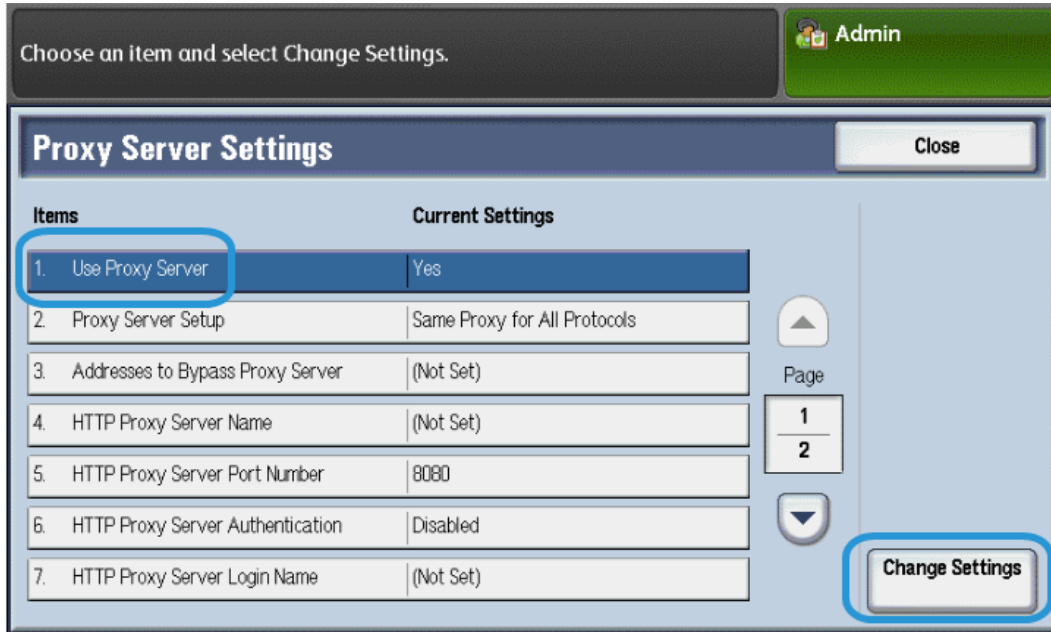 Choose an item and select Change Settings.
Admin
Proxy Server Settings
Close
Items Current Settings
1. Use Proxy Server Yes
2. Proxy Server Setup Same Proxy for All Protocols
3. Addresses to Bypass Proxy Server (Not Set)
4. HTTP Proxy Server Name (Not Set)
5. HTTP Proxy Server Port Number 8080
6. HTTP Proxy Server Authentication Disabled
7. HTTP Proxy Server Login Name (Not Set)
Page
1
2
Change Settings